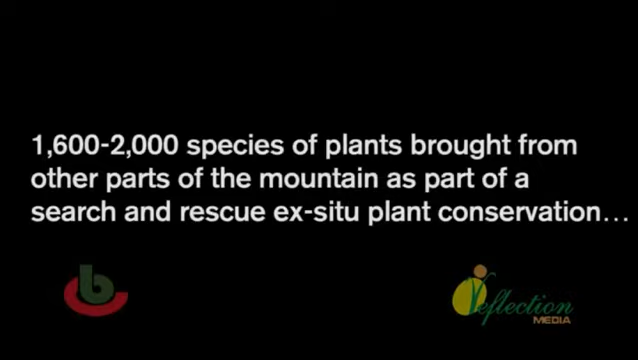 1,600-2,000 species of plants brought from
other parts of the mountain as part of a
search and rescue ex-situ plant conservation...
b
Reflection
MEDIA